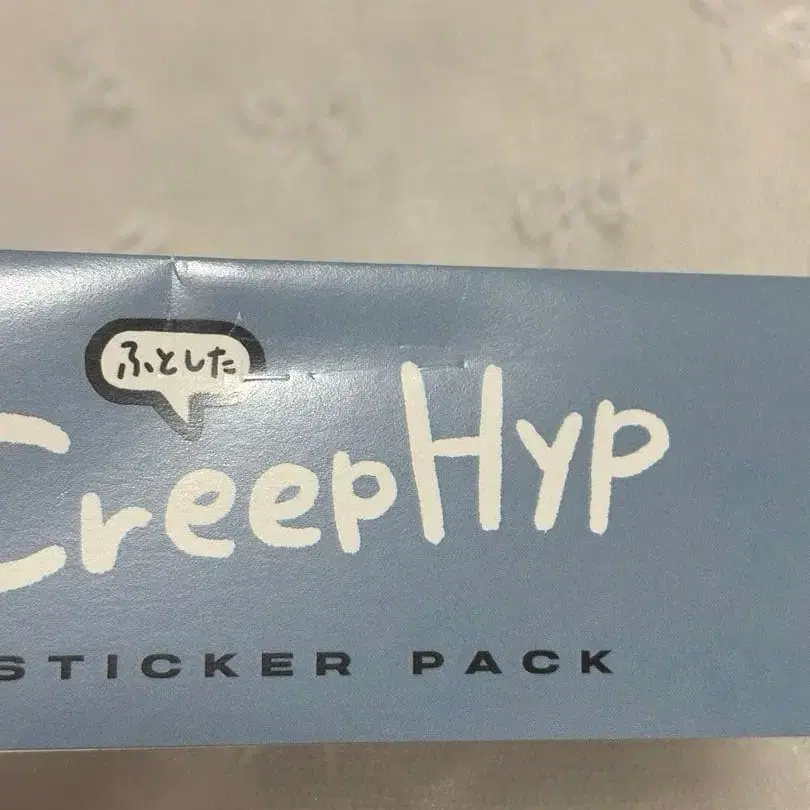 ふとした
CreepHyp
STICKER PACK